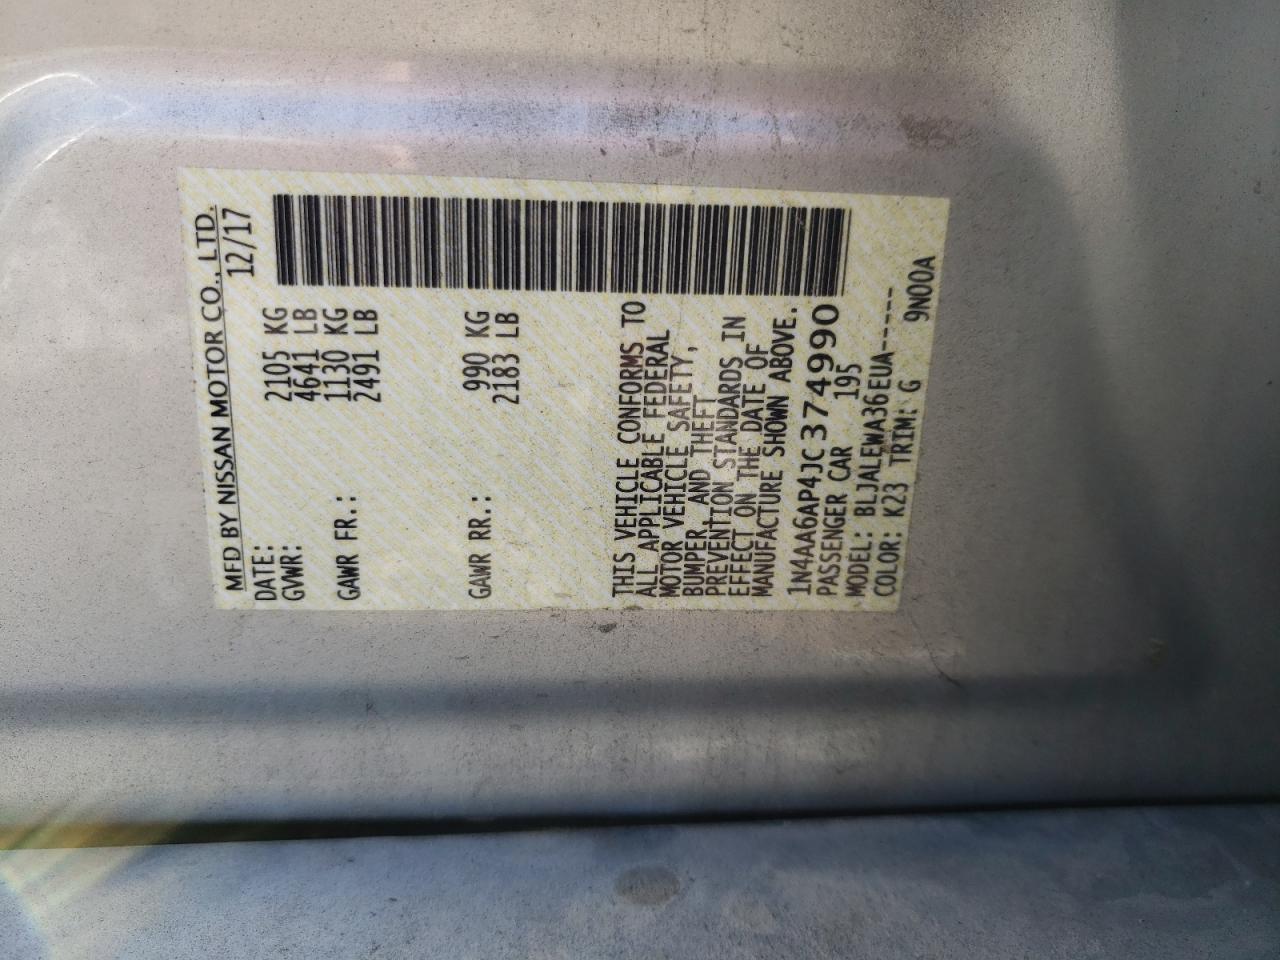 MFD BY NISSAN MOTOR CO., LTD.
DATE: 12/17
GVWR: 2105 KG
4641 LB
GAWR FR.: 1130 KG
2491 LB
GAWR RR.: 990 KG
2183 LB
THIS VEHICLE CONFORMS TO
ALL APPLICABLE FEDERAL
MOTOR VEHICLE SAFETY,
BUMPER, AND THEFT
PREVENTION STANDARDS IN
EFFECT ON THE DATE OF
MANUFACTURE SHOWN ABOVE.
1N4AA6AP4JC374990
PASSENGER CAR 195
MODEL: BLJALEWA36EUA-----
COLOR: K23 TRIM: G 9N00A